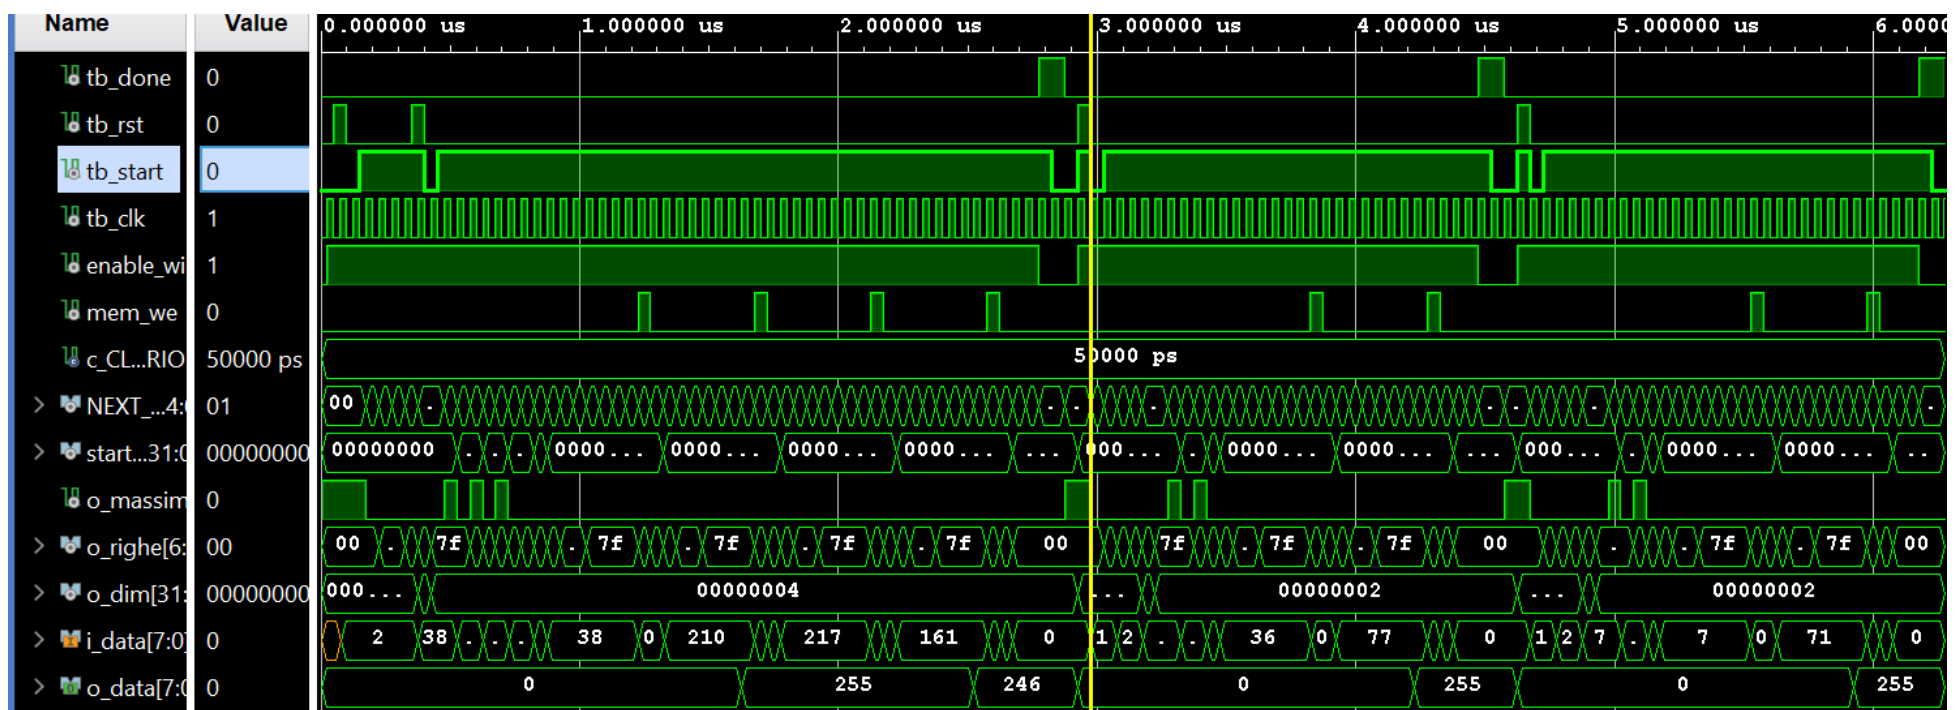 Name Value 0.000000 us 1.000000 us 2.000000 us 3.000000 us 4.000000 us 5.000000 us 6.0000
tb_done 0
tb_rst 0
tb_start 0
tb_clk 1
enable_wi 1
mem_we 0
c_CL...RIO 50000 ps 50000 ps
NEXT_...4:0 01 00 . . . . . . . .
start...31:0 00000000 00000000 . . . 0000... 0000... 0000... 0000... ... 000... . 0000... 0000... ... 000... . 0000... 0000... ..
o_massim 0
o_righe[6: 00 00 . 7f . 7f . 7f . 7f . 7f 00 7f . 7f . 7f 00 . . 7f . 7f 00
o_dim[31: 00000000 000... 00000004 ... 00000002 ... 00000002
i_data[7:0] 0 2 38 . . . 38 0 210 217 161 0 1 2 . . 36 0 77 0 1 2 7 . 7 0 71 0
o_data[7:0 0 0 255 246 0 255 0 255